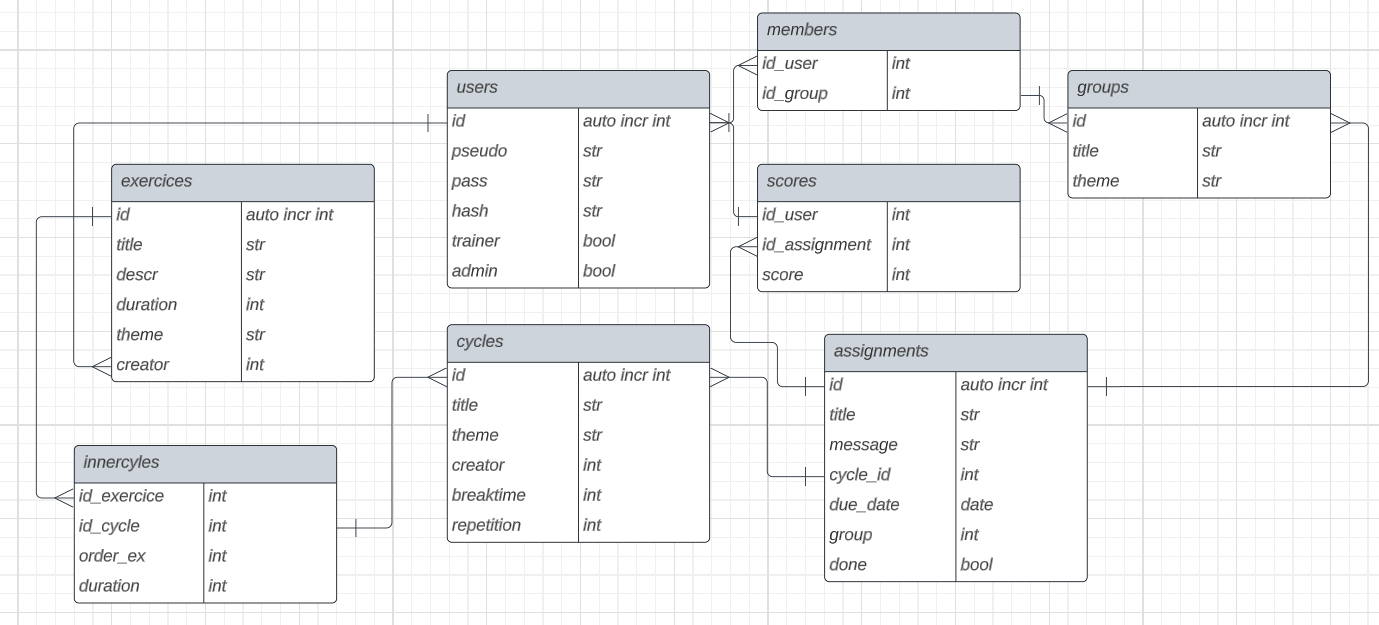 members
id_user int
id_group int
users
id auto incr int
pseudo str
pass str
hash str
trainer bool
admin bool
groups
id auto incr int
title str
theme str
exercices
id auto incr int
title str
descr str
duration int
theme str
creator int
scores
id_user int
id_assignment int
score int
cycles
id auto incr int
title str
theme str
creator int
breaktime int
repetition int
assignments
id auto incr int
title str
message str
cycle_id int
due_date date
group int
done bool
innercyles
id_exercice int
id_cycle int
order_ex int
duration int